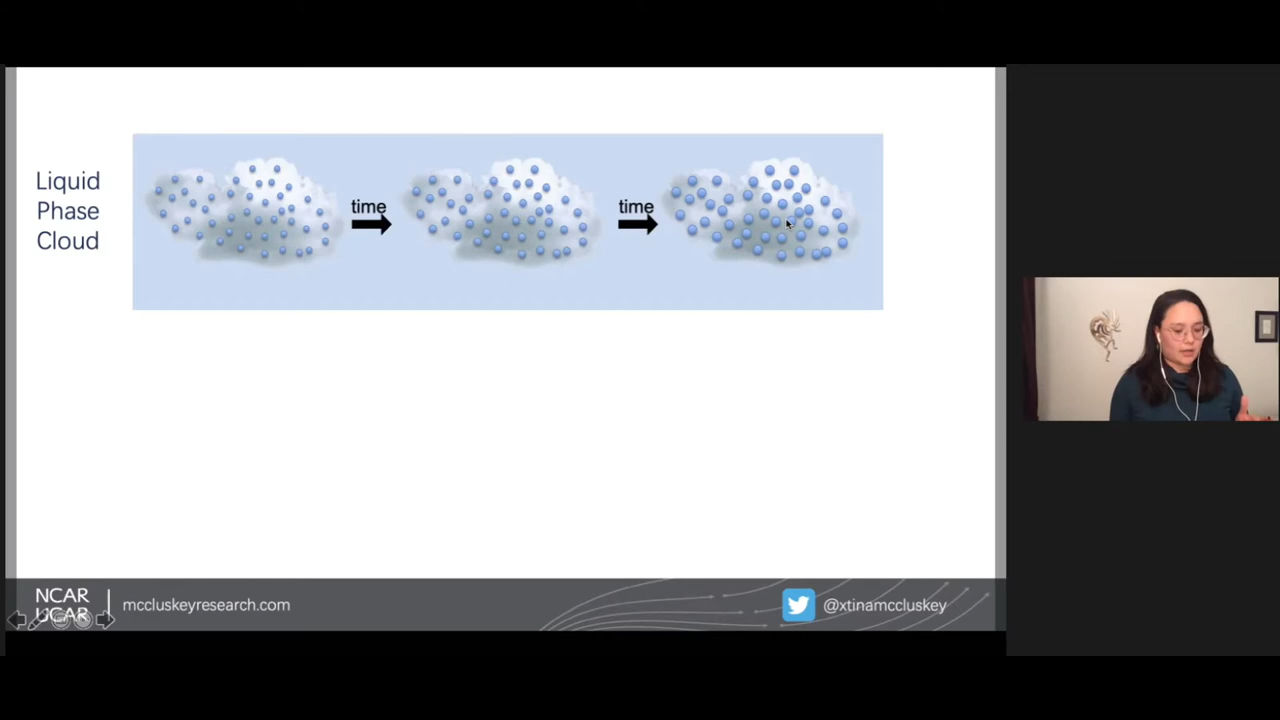 Liquid
Phase
Cloud
time
time
NCAR
UCAR
mccluskeyresearch.com
@xtinamccluskey